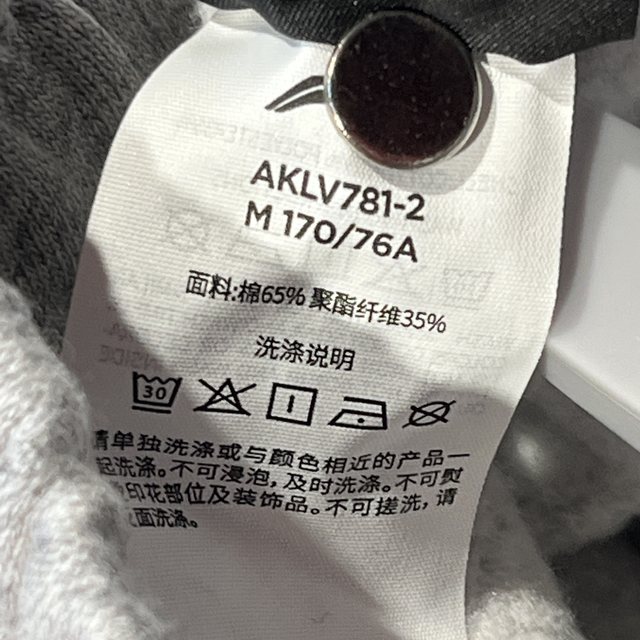 AKLV781-2
M 170/76A
面料:棉65% 聚酯纤维35%
洗涤说明
30
请单独洗涤或与颜色相近的产品一
起洗涤。不可浸泡,及时洗涤。不可熨
印花部位及装饰品。不可搓洗,请
面洗涤。